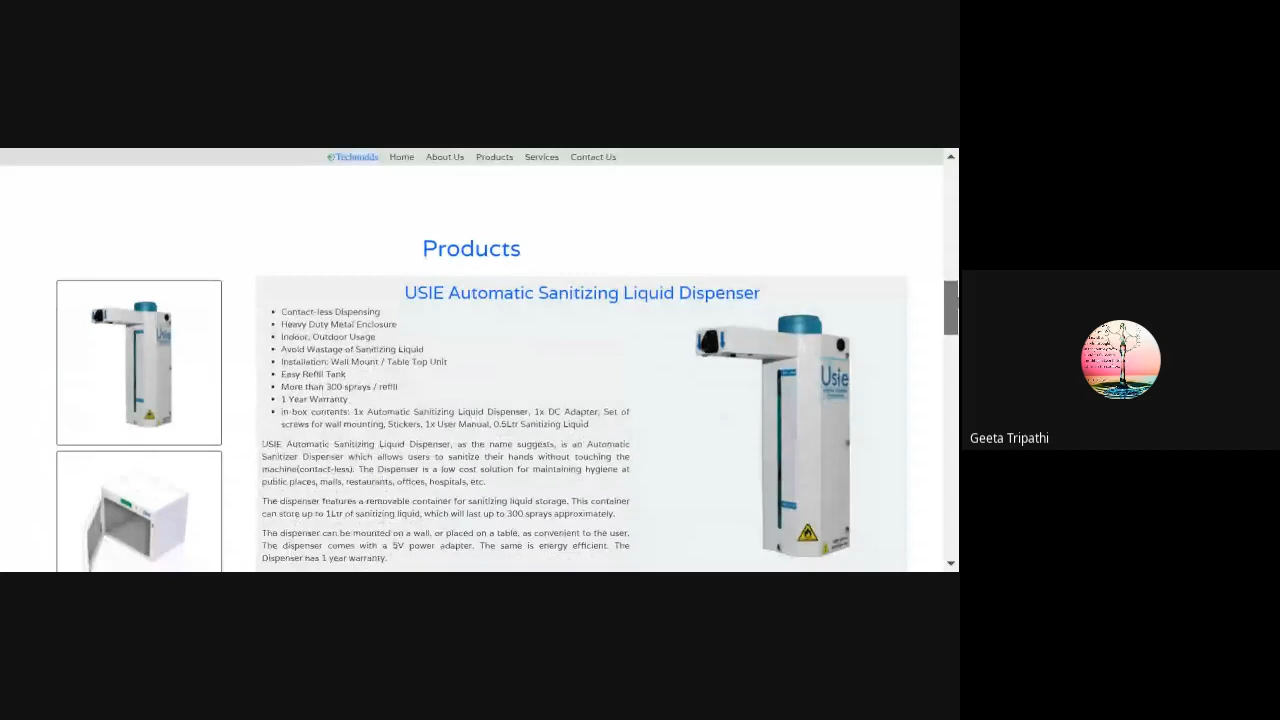 Technodds Home About Us Products Services Contact Us
Products
USIE Automatic Sanitizing Liquid Dispenser
Contact-less Dispensing
Heavy Duty Metal Enclosure
Indoor, Outdoor Usage
Avoid Wastage of Sanitizing Liquid
Installation: Wall Mount / Table Top Unit
Easy Refill Tank
More than 300 sprays / refill
1 Year Warranty
in-box contents: 1x Automatic Sanitizing Liquid Dispenser, 1x DC Adapter, Set of
screws for wall mounting, Stickers, 1x User Manual, 0.5Ltr Sanitizing Liquid
USIE Automatic Sanitizing Liquid Dispenser, as the name suggests, is an Automatic
Sanitizer Dispenser which allows users to sanitize their hands without touching the
machine(contact-less). The Dispenser is a low cost solution for maintaining hygiene at
public places, malls, restaurants, offices, hospitals, etc.
The dispenser features a removable container for sanitizing liquid storage. This container
can store up to 1Ltr of sanitizing liquid, which will last up to 300 sprays approximately.
The dispenser can be mounted on a wall, or placed on a table, as convenient to the user.
The dispenser comes with a 5V power adapter. The same is energy efficient. The
Dispenser has 1 year warranty.
Usie
Usie
Geeta Tripathi